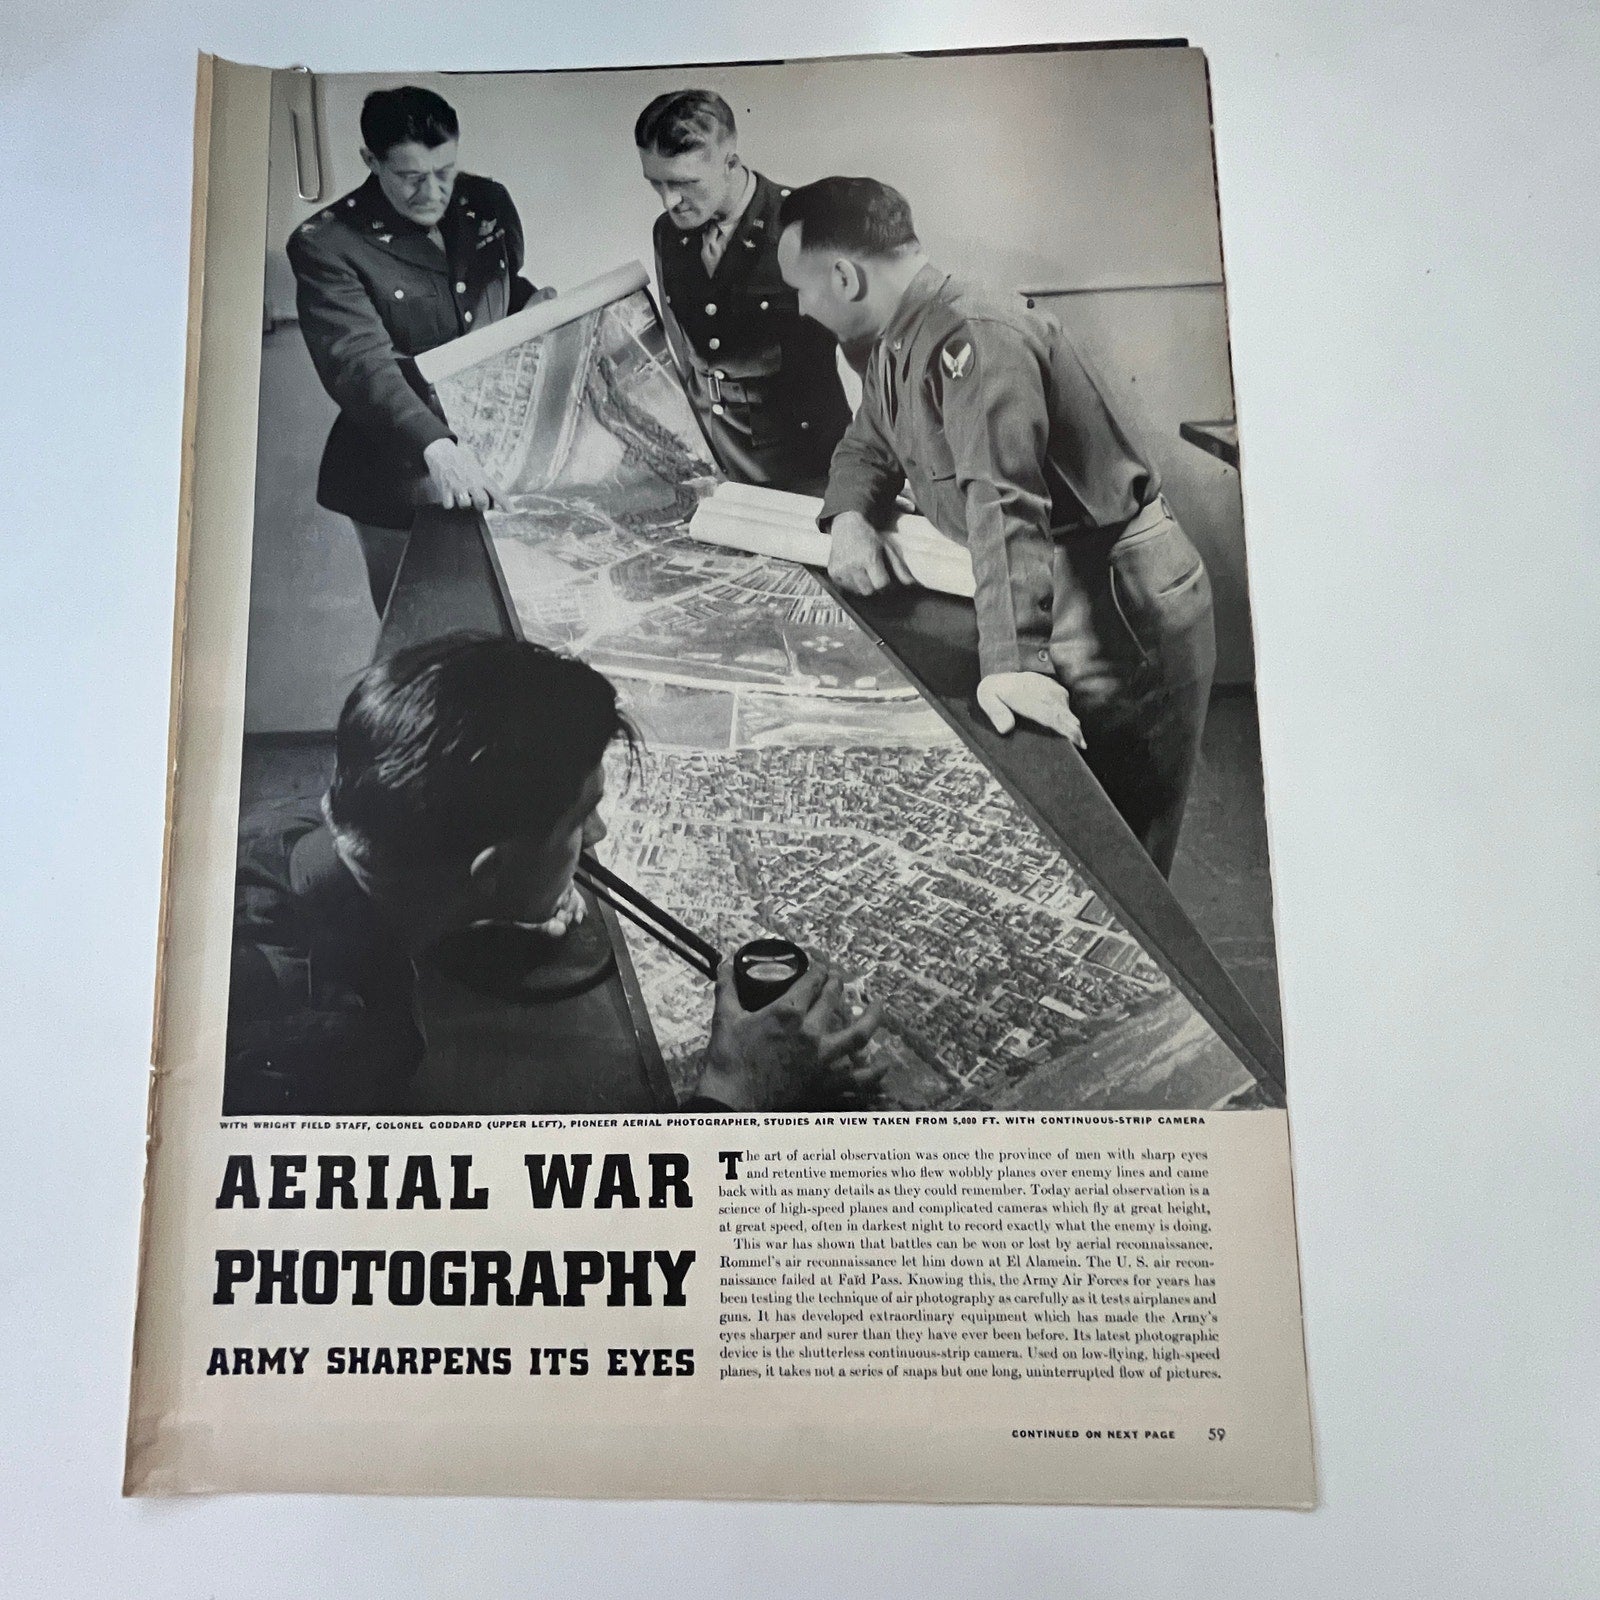 WITH WRIGHT FIELD STAFF, COLONEL GODDARD (UPPER LEFT), PIONEER AERIAL PHOTOGRAPHER, STUDIES AIR VIEW TAKEN FROM 5,000 FT. WITH CONTINUOUS-STRIP CAMERA
AERIAL WAR
PHOTOGRAPHY
ARMY SHARPENS ITS EYES
The art of aerial observation was once the province of men with sharp eyes
and retentive memories who flew wobbly planes over enemy lines and came
back with as many details as they could remember. Today aerial observation is a
science of high-speed planes and complicated cameras which fly at great height,
at great speed, often in darkest night to record exactly what the enemy is doing.
This war has shown that battles can be won or lost by aerial reconnaissance.
Rommel's air reconnaissance let him down at El Alamein. The U. S. air recon-
naissance failed at Faïd Pass. Knowing this, the Army Air Forces for years has
been testing the technique of air photography as carefully as it tests airplanes and
guns. It has developed extraordinary equipment which has made the Army's
eyes sharper and surer than they have ever been before. Its latest photographic
device is the shutterless continuous-strip camera. Used on low-flying, high-speed
planes, it takes not a series of snaps but one long, uninterrupted flow of pictures.
CONTINUED ON NEXT PAGE 59